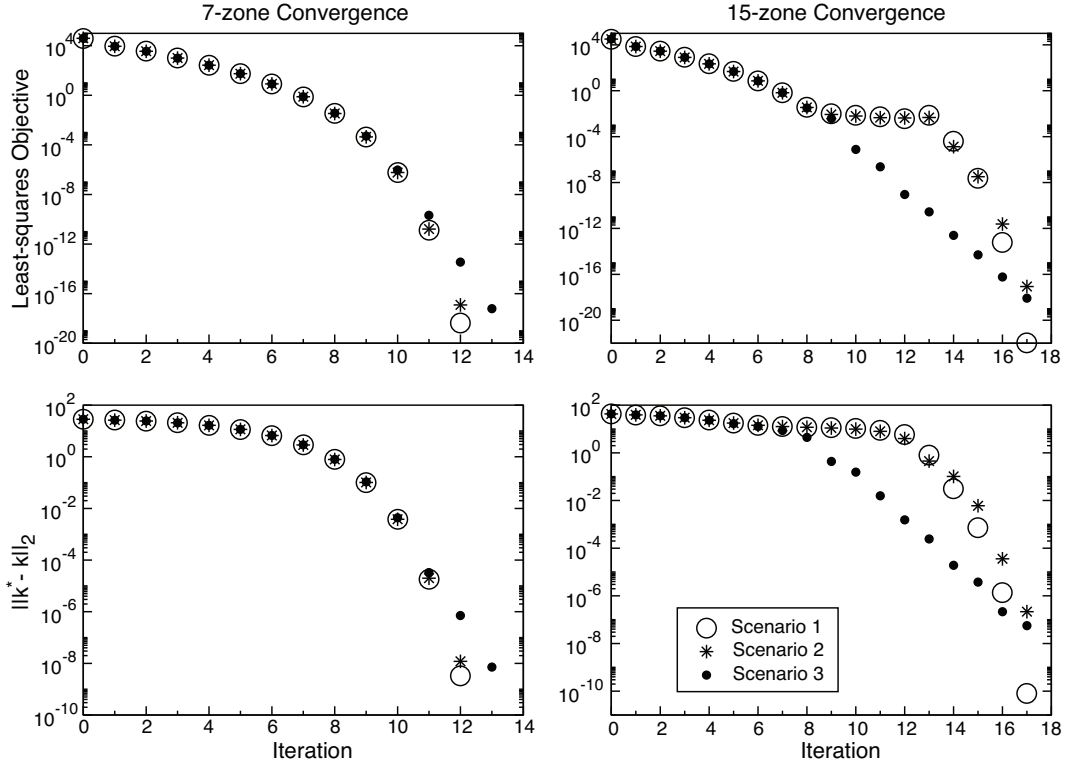 7-zone Convergence
15-zone Convergence
Least-squares Objective
10^4
10^0
10^-4
10^-8
10^-12
10^-16
10^-20
0 2 4 6 8 10 12 14
10^4
10^0
10^-4
10^-8
10^-12
10^-16
10^-20
0 2 4 6 8 10 12 14 16 18
||k^* - k||_2
10^2
10^0
10^-2
10^-4
10^-6
10^-8
10^-10
0 2 4 6 8 10 12 14
Iteration
10^2
10^0
10^-2
10^-4
10^-6
10^-8
10^-10
Scenario 1
Scenario 2
Scenario 3
0 2 4 6 8 10 12 14 16 18
Iteration